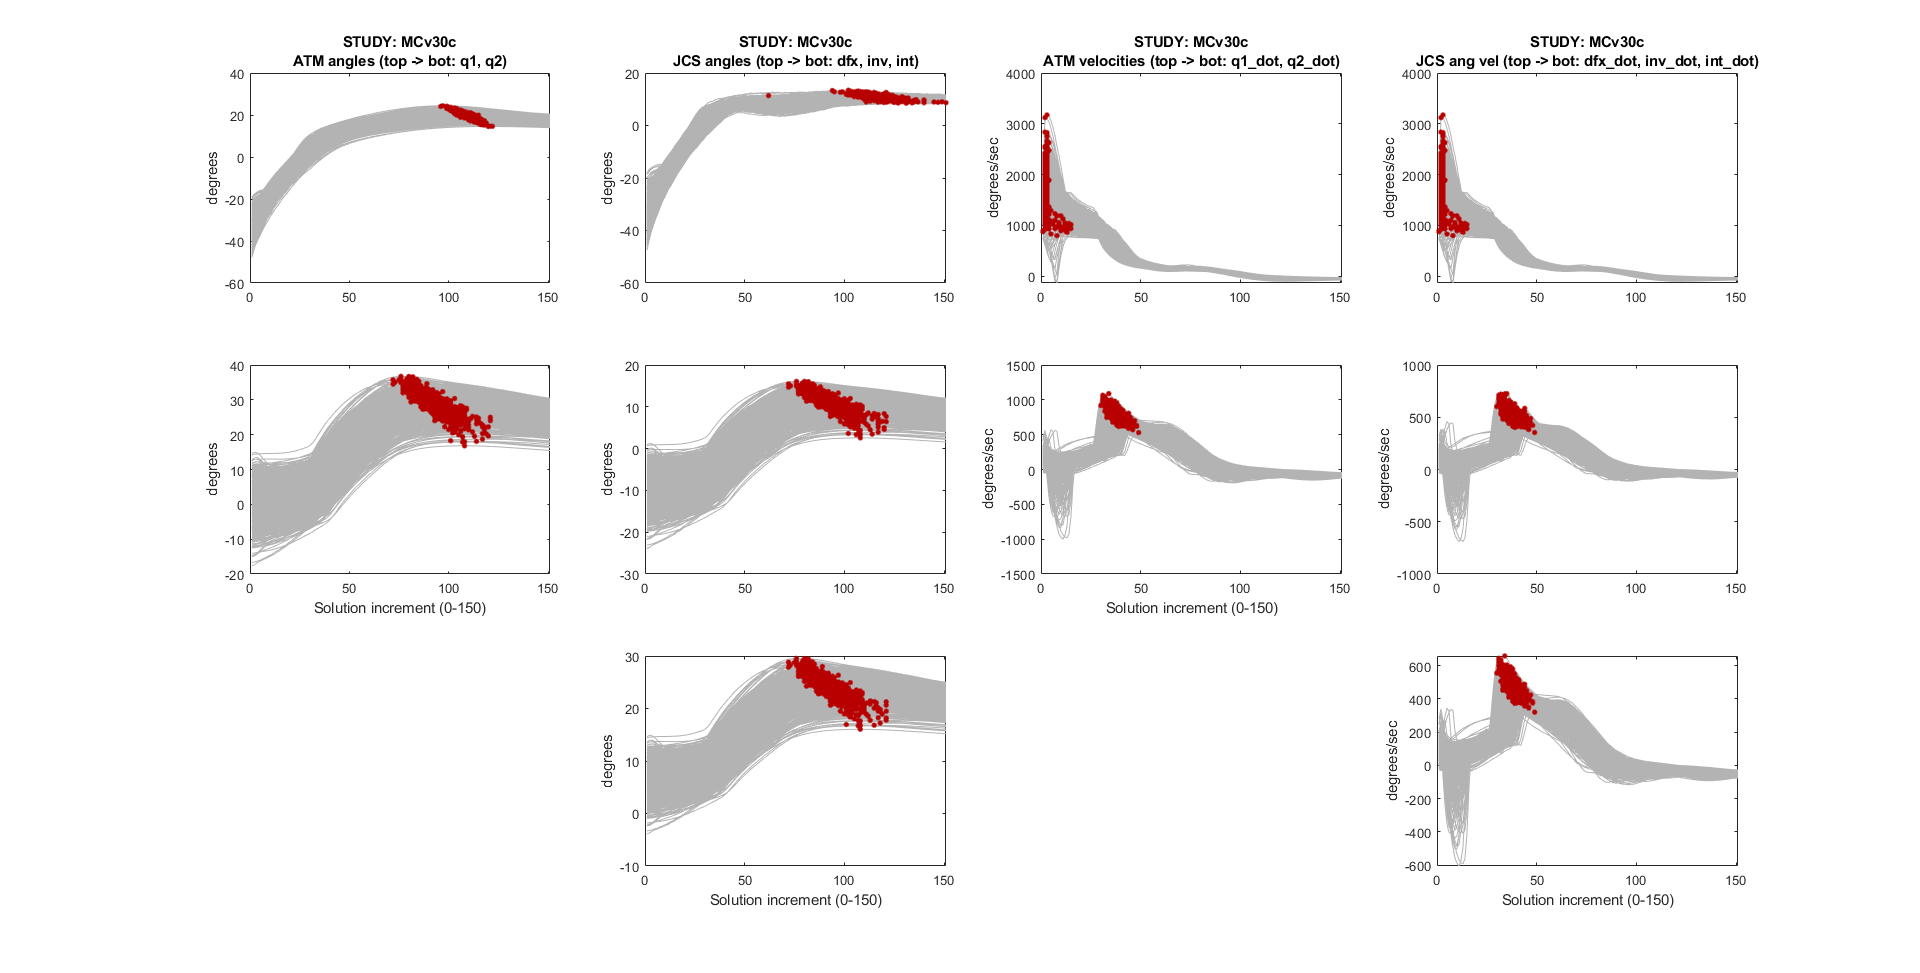 STUDY: MCv30c
ATM angles (top -> bot: q1, q2)
40
20
0
-20
-40
-60
degrees
0 50 100 150
STUDY: MCv30c
JCS angles (top -> bot: dfx, inv, int)
20
0
-20
-40
-60
degrees
0 50 100 150
STUDY: MCv30c
ATM velocities (top -> bot: q1_dot, q2_dot)
4000
3000
2000
1000
0
degrees/sec
0 50 100 150
STUDY: MCv30c
JCS ang vel (top -> bot: dfx_dot, inv_dot, int_dot)
4000
3000
2000
1000
0
degrees/sec
0 50 100 150
40
30
20
10
0
-10
-20
degrees
0 50 100 150
Solution increment (0-150)
20
10
0
-10
-20
-30
degrees
0 50 100 150
1500
1000
500
0
-500
-1000
-1500
degrees/sec
0 50 100 150
Solution increment (0-150)
1000
500
0
-500
-1000
degrees/sec
0 50 100 150
30
20
10
0
-10
degrees
0 50 100 150
Solution increment (0-150)
600
400
200
0
-200
-400
-600
degrees/sec
0 50 100 150
Solution increment (0-150)